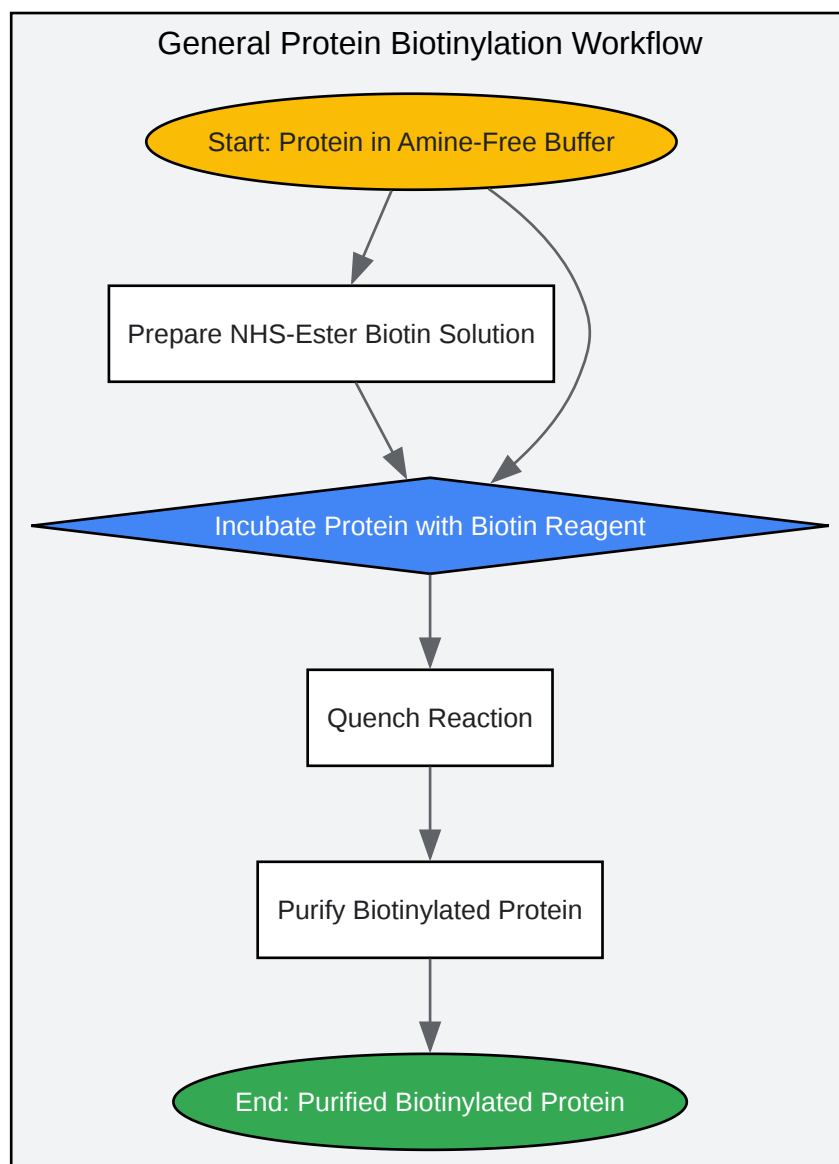 General Protein Biotinylation Workflow
Start: Protein in Amine-Free Buffer
Prepare NHS-Ester Biotin Solution
Incubate Protein with Biotin Reagent
Quench Reaction
Purify Biotinylated Protein
End: Purified Biotinylated Protein